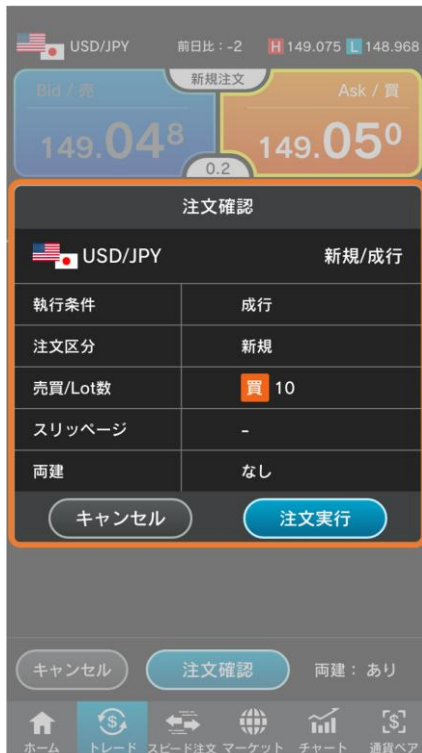 USD/JPY 前日比：-2 H 149.075 L 148.968
新規注文
Bid / 売 Ask / 買
149.048 149.050
0.2
注文確認
USD/JPY 新規/成行
執行条件 成行
注文区分 新規
売買/Lot数 買 10
スリッページ -
両建 なし
キャンセル 注文実行
キャンセル 注文確認 両建： あり
ホーム トレード スピード注文 マーケット チャート 通貨ペア